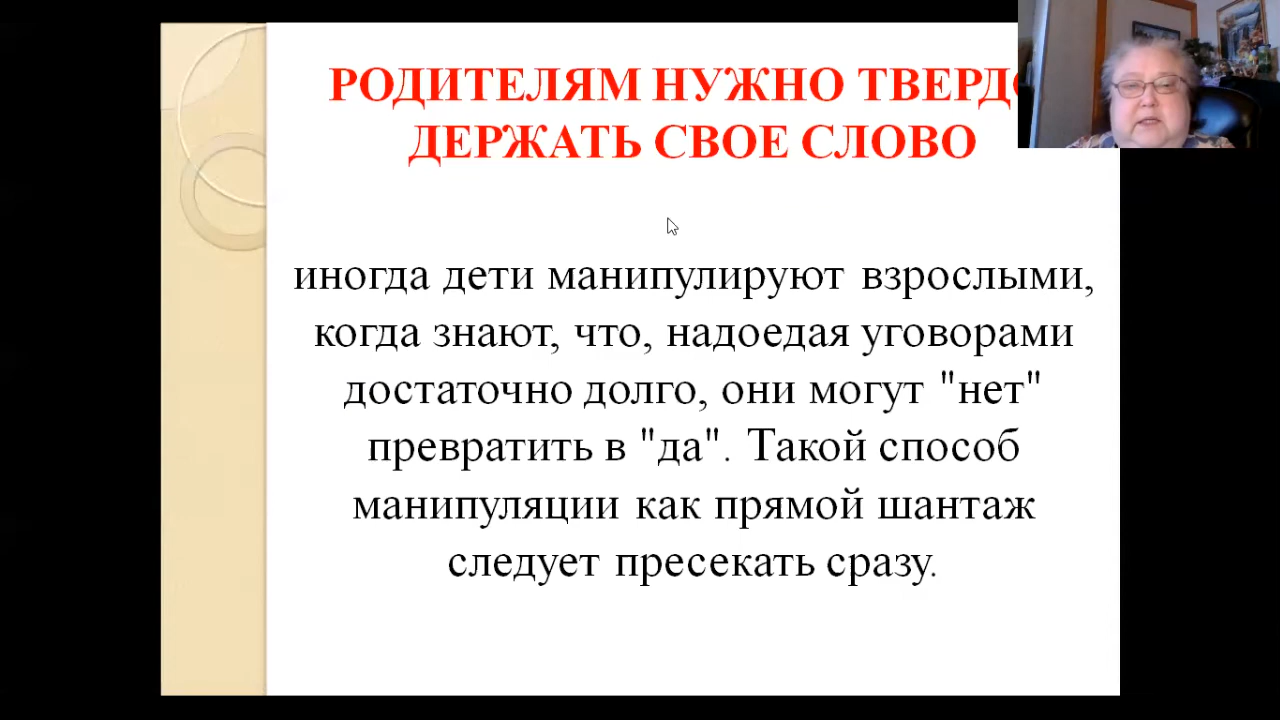 РОДИТЕЛЯМ НУЖНО ТВЕРДО
ДЕРЖАТЬ СВОЕ СЛОВО
иногда дети манипулируют взрослыми,
когда знают, что, надоедая уговорами
достаточно долго, они могут "нет"
превратить в "да". Такой способ
манипуляции как прямой шантаж
следует пресекать сразу.